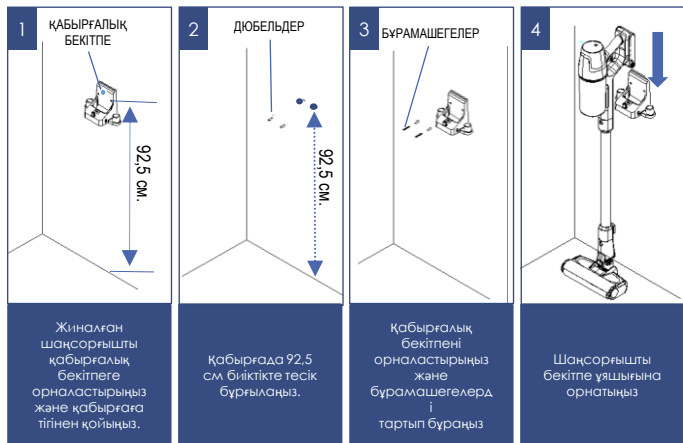 1
ҚАБЫРҒАЛЫҚ
БЕКІТПЕ
92,5 см.
2
ДЮБЕЛЬДЕР
92,5 см.
3
БҰРАМАШЕГЕЛЕР
4
Жиналған
шаңсорғышты
қабырғалық
бекітпеге
орналастырыңыз
және қабырғаға
тігінен қойыңыз.
Қабырғада 92,5
см биіктікте тесік
бұрғылаңыз.
Қабырғалық
бекітпені
орналастырыңыз
және
бұрамашегелерд
і
тартып бұраңыз
Шаңсорғышты
бекітпе ұяшығына
орнатыңыз